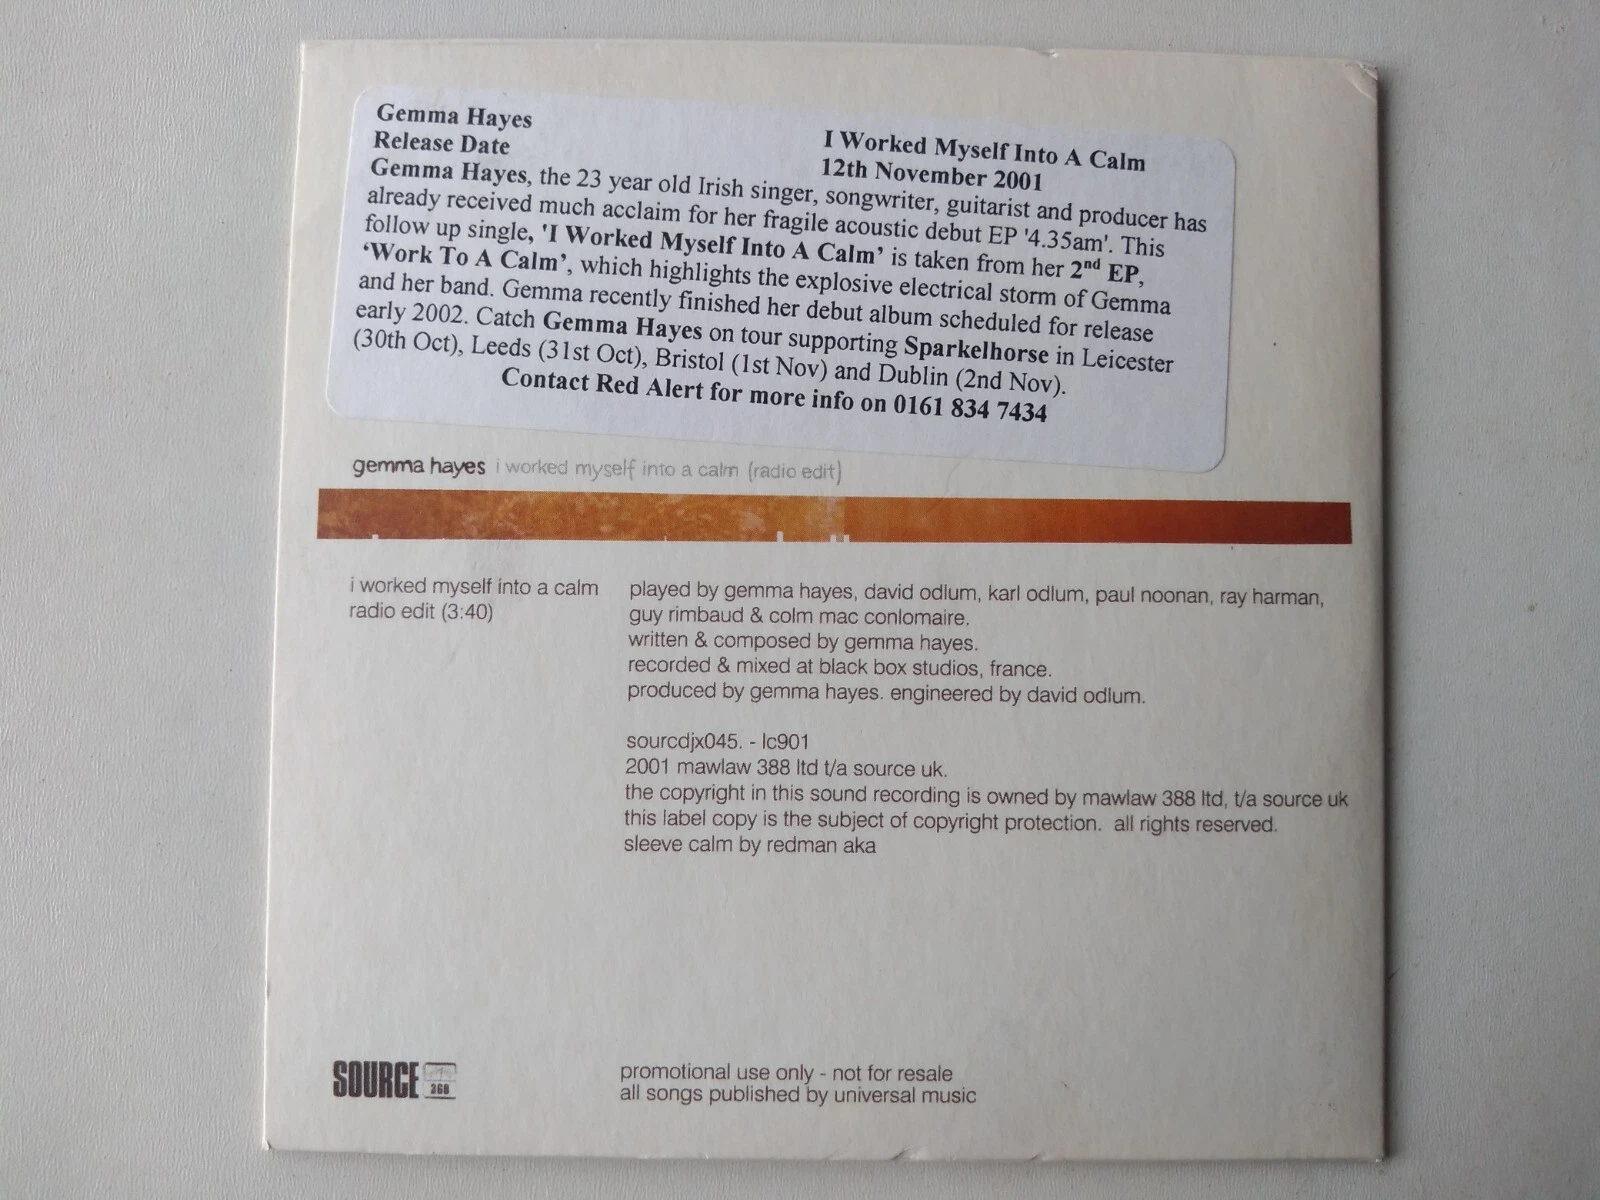 Gemma Hayes
I Worked Myself Into A Calm
Release Date
12th November 2001
Gemma Hayes, the 23 year old Irish singer, songwriter, guitarist and producer has
already received much acclaim for her fragile acoustic debut EP '4.35am'. This
follow up single, 'I Worked Myself Into A Calm' is taken from her 2nd EP,
‘Work To A Calm’, which highlights the explosive electrical storm of Gemma
and her band. Gemma recently finished her debut album scheduled for release
early 2002. Catch Gemma Hayes on tour supporting Sparkelhorse in Leicester
(30th Oct), Leeds (31st Oct), Bristol (1st Nov) and Dublin (2nd Nov).
Contact Red Alert for more info on 0161 834 7434
gemma hayes i worked myself into a calm (radio edit)
i worked myself into a calm
radio edit (3:40)
played by gemma hayes, david odlum, karl odlum, paul noonan, ray harman,
guy rimbaud & colm mac conlomaire.
written & composed by gemma hayes.
recorded & mixed at black box studios, france.
produced by gemma hayes. engineered by david odlum.
sourcdjx045. - lc901
2001 mawlaw 388 ltd t/a source uk.
the copyright in this sound recording is owned by mawlaw 388 ltd, t/a source uk
this label copy is the subject of copyright protection. all rights reserved.
sleeve calm by redman aka
SOURCE
360
promotional use only - not for resale
all songs published by universal music